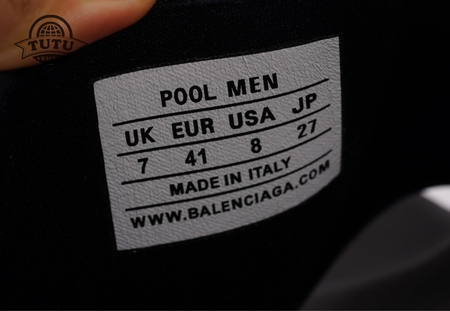 TUTU
POOL MEN
UK EUR USA JP
7 41 8 27
MADE IN ITALY
WWW.BALENCIAGA.COM